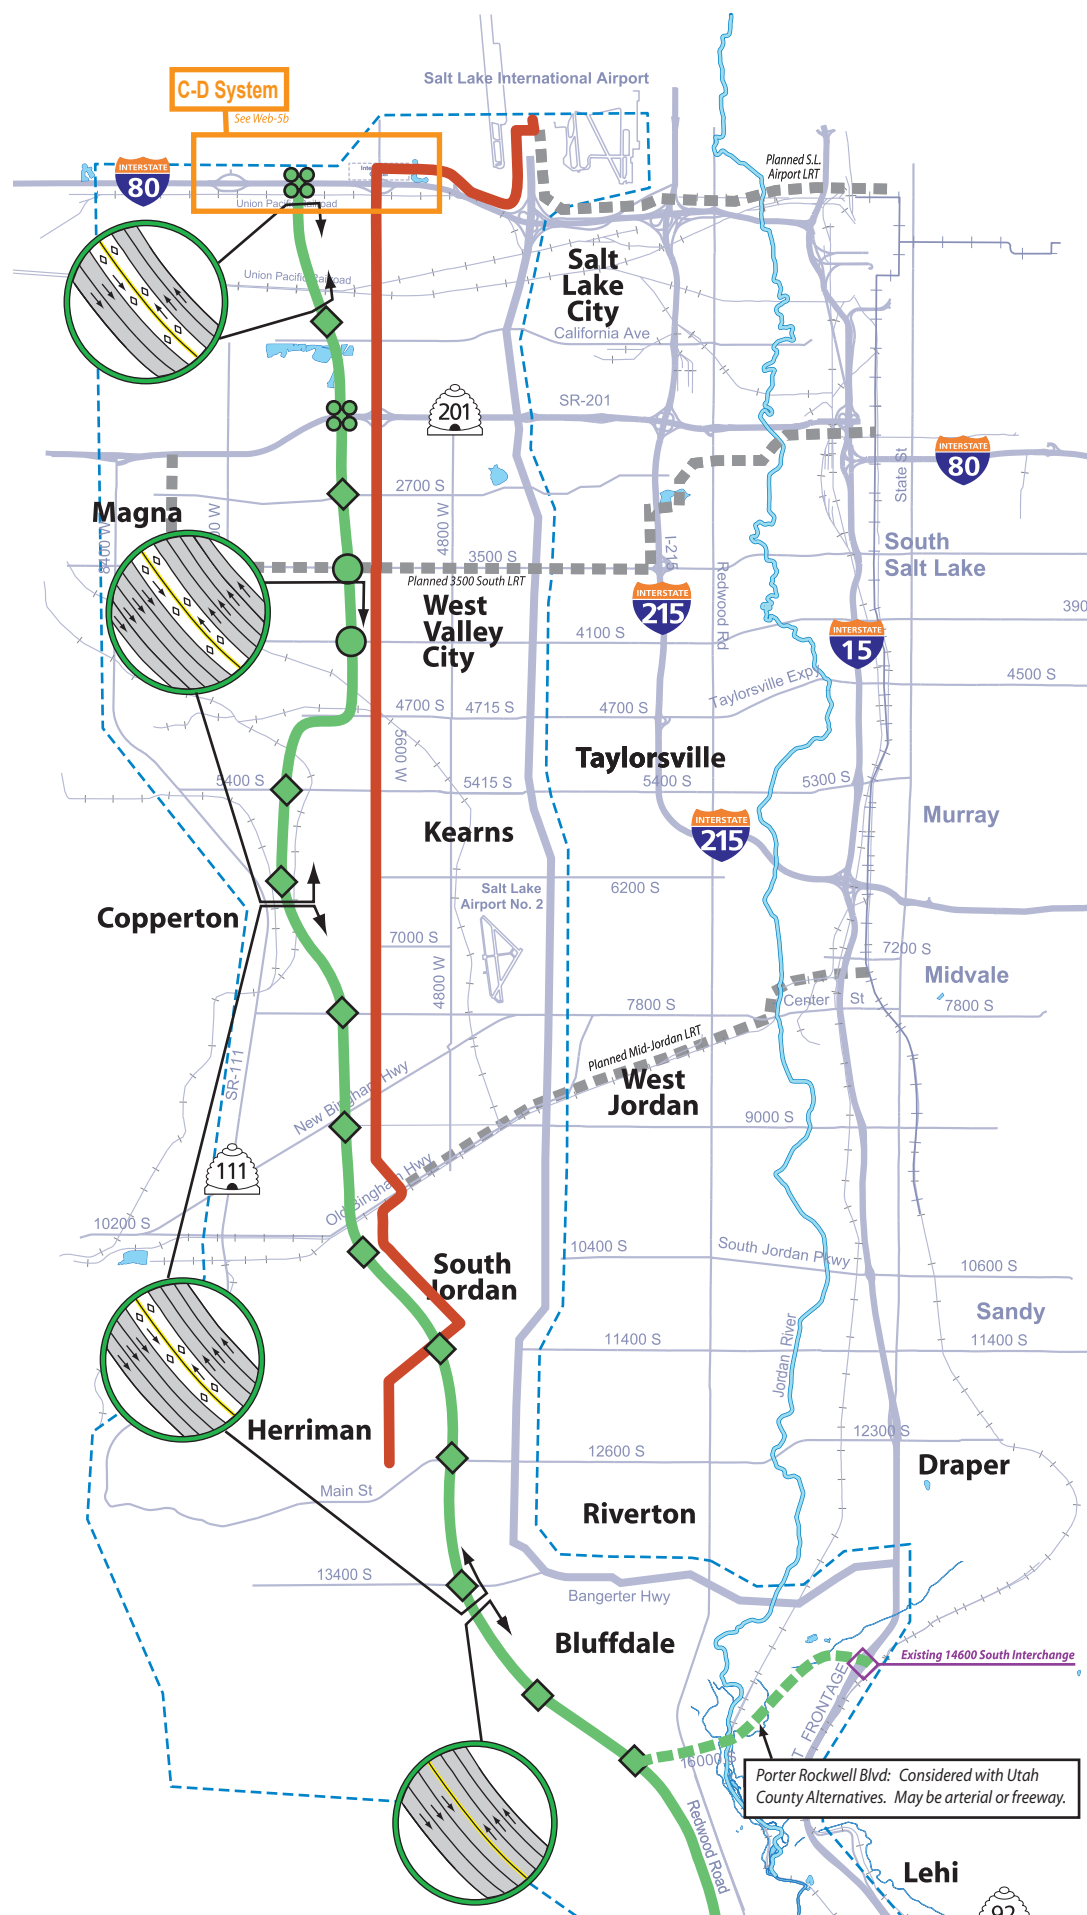 Salt Lake International Airport
C-D System
See Web-5b
INTERSTATE
80
Union Pacific Railroad
Planned S.L.
Airport LRT
Union Pacific Railroad
Salt
Lake
City
California Ave
201
SR-201
State St
INTERSTATE
80
2700 S
Magna
4800 W
3500 S
Planned 3500 South LRT
I-215
Redwood Rd
South
Salt Lake
INTERSTATE
215
West
Valley
City
4100 S
INTERSTATE
15
390
4500 S
Taylorsville Expy
4700 S
4715 S
4700 S
5600 W
Taylorsville
5400 S
5415 S
5400 S
5300 S
INTERSTATE
215
Murray
Kearns
6200 S
Salt Lake
Airport No. 2
Copperton
7000 S
7200 S
4800 W
Midvale
7800 S
Center St
7800 S
Planned Mid-Jordan LRT
SR-111
New Bingham Hwy
West
Jordan
9000 S
111
Old Bingham Hwy
10200 S
10400 S
South Jordan Pkwy
10600 S
South
Jordan
Sandy
Jordan River
11400 S
11400 S
Herriman
12300 S
12600 S
Draper
Main St
Riverton
13400 S
Bangerter Hwy
Bluffdale
Existing 14600 South Interchange
FRONTAGE
16000 S
Porter Rockwell Blvd: Considered with Utah
County Alternatives. May be arterial or freeway.
Redwood Road
Lehi
92